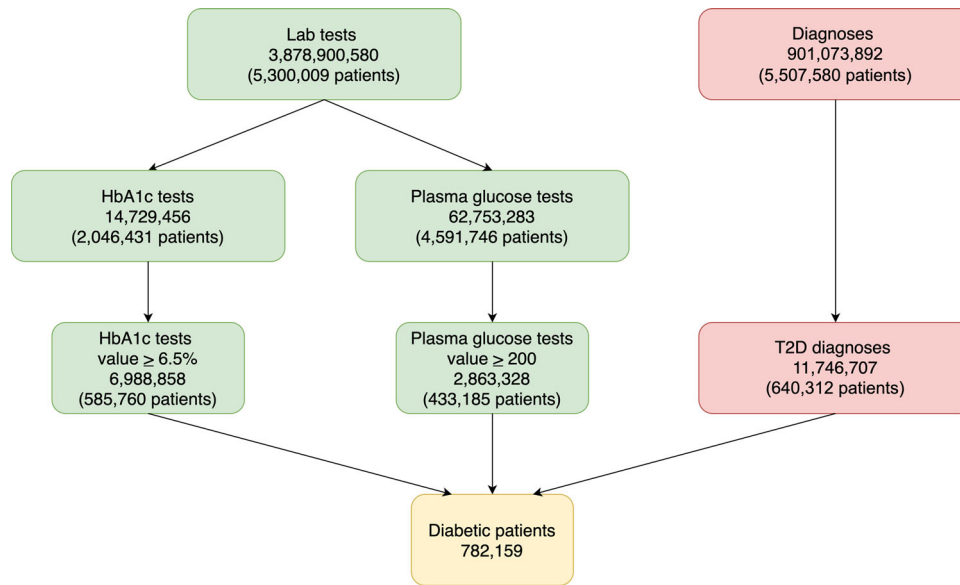 Lab tests
3,878,900,580
(5,300,009 patients)
Diagnoses
901,073,892
(5,507,580 patients)
HbA1c tests
14,729,456
(2,046,431 patients)
Plasma glucose tests
62,753,283
(4,591,746 patients)
HbA1c tests
value ≥ 6.5%
6,988,858
(585,760 patients)
Plasma glucose tests
value ≥ 200
2,863,328
(433,185 patients)
T2D diagnoses
11,746,707
(640,312 patients)
Diabetic patients
782,159